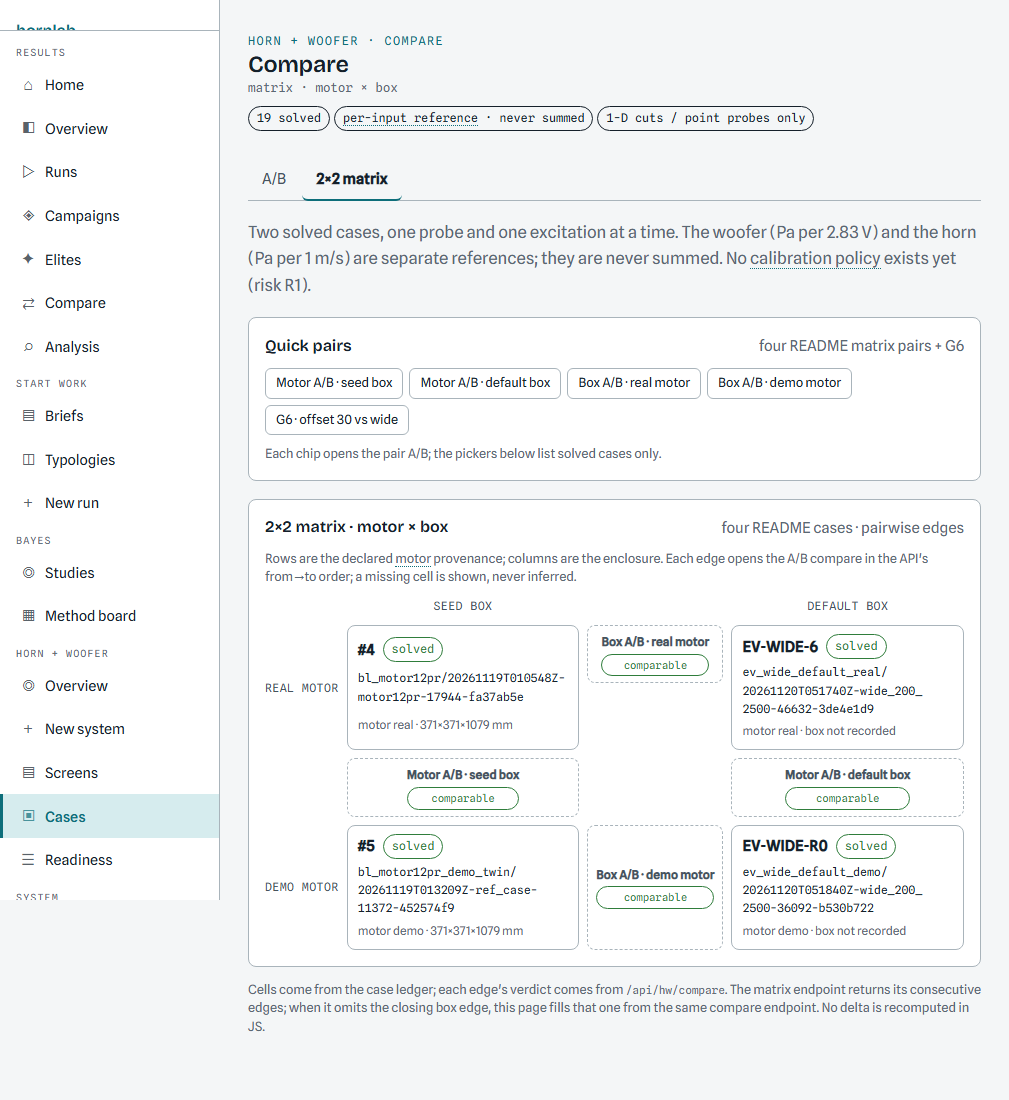 hornlab
RESULTS
Home
Overview
Runs
Campaigns
Elites
Compare
Analysis
START WORK
Briefs
Typologies
New run
BAYES
Studies
Method board
HORN + WOOFER
Overview
New system
Screens
Cases
Readiness
SYSTEM
HORN + WOOFER · COMPARE
Compare
matrix · motor × box
19 solved
per-input reference · never summed
1-D cuts / point probes only
A/B
2×2 matrix
Two solved cases, one probe and one excitation at a time. The woofer (Pa per 2.83 V) and the horn
(Pa per 1 m/s) are separate references; they are never summed. No calibration policy exists yet
(risk R1).
Quick pairs
four README matrix pairs + G6
Motor A/B · seed box
Motor A/B · default box
Box A/B · real motor
Box A/B · demo motor
G6 · offset 30 vs wide
Each chip opens the pair A/B; the pickers below list solved cases only.
2×2 matrix · motor × box
four README cases · pairwise edges
Rows are the declared motor provenance; columns are the enclosure. Each edge opens the A/B compare in the API's
from→to order; a missing cell is shown, never inferred.
SEED BOX
DEFAULT BOX
REAL MOTOR
#4 solved
bl_motor12pr/20261119T010548Z-
motor12pr-17944-fa37ab5e
motor real · 371×371×1079 mm
Box A/B · real motor
comparable
EV-WIDE-6 solved
ev_wide_default_real/
20261120T051740Z-wide_200_
2500-46632-3de4e1d9
motor real · box not recorded
Motor A/B · seed box
comparable
Motor A/B · default box
comparable
DEMO MOTOR
#5 solved
bl_motor12pr_demo_twin/
20261119T013209Z-ref_case-
11372-452574f9
motor demo · 371×371×1079 mm
Box A/B · demo motor
comparable
EV-WIDE-R0 solved
ev_wide_default_demo/
20261120T051840Z-wide_200_
2500-36092-b530b722
motor demo · box not recorded
Cells come from the case ledger; each edge's verdict comes from /api/hw/compare. The matrix endpoint returns its consecutive
edges; when it omits the closing box edge, this page fills that one from the same compare endpoint. No delta is recomputed in
JS.